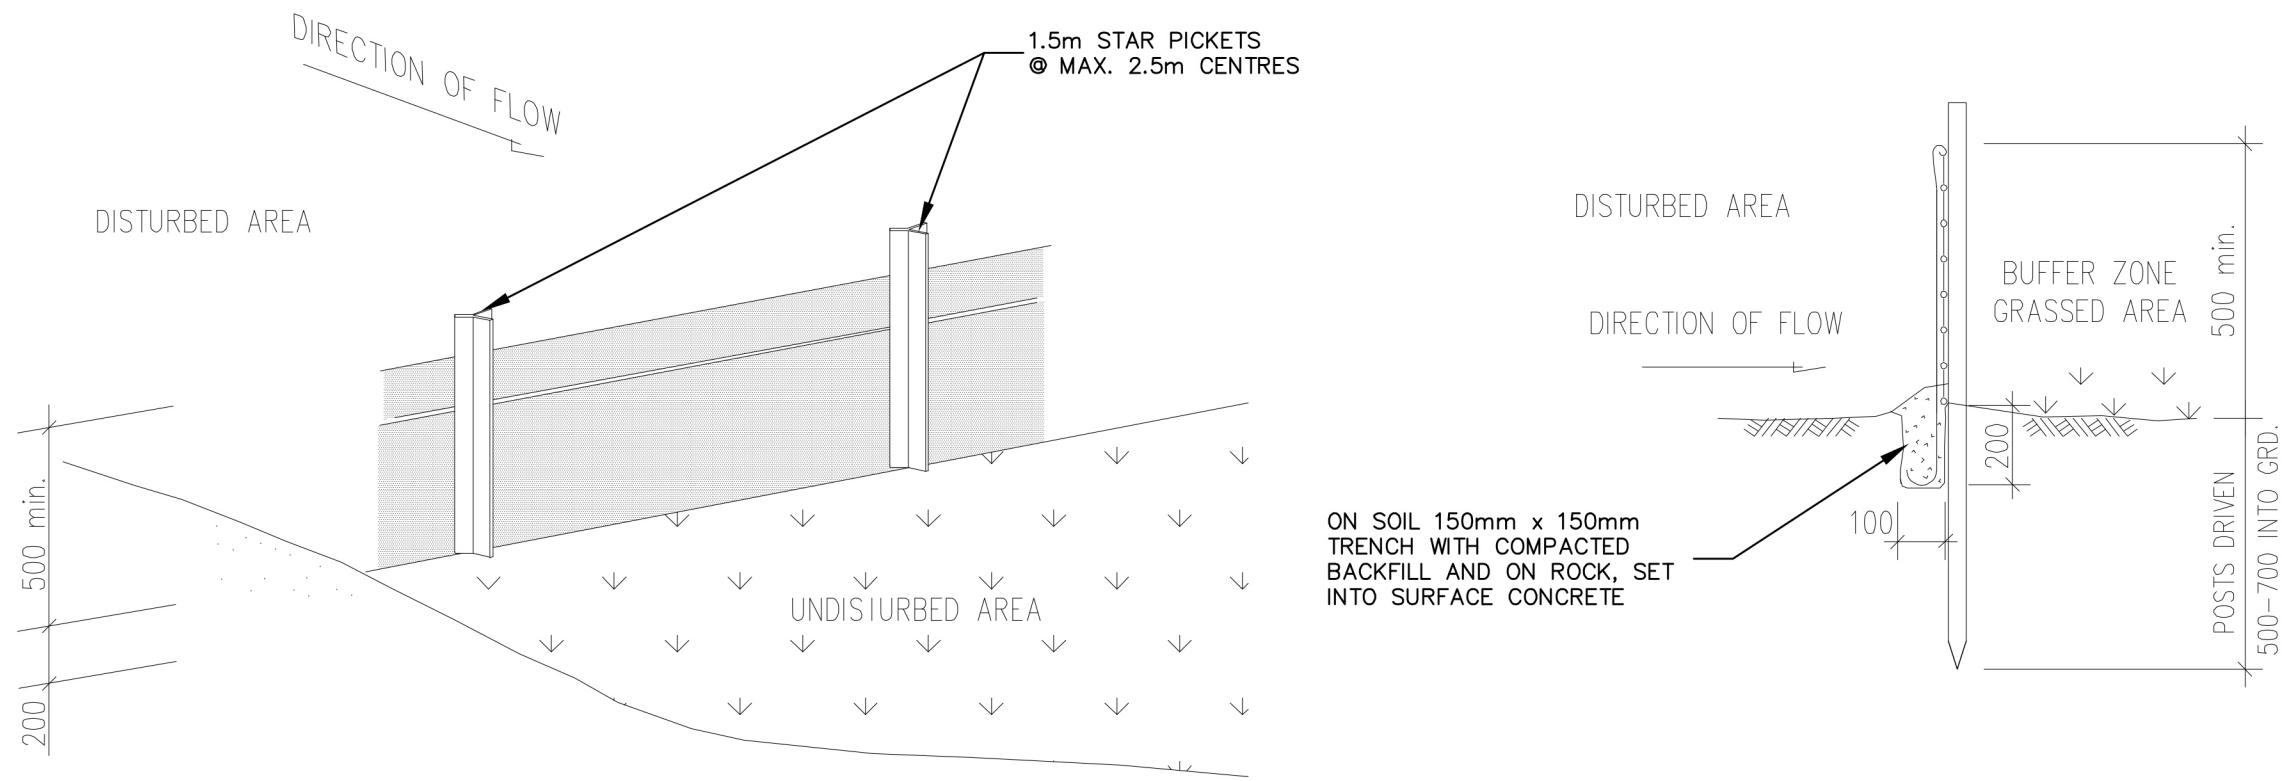 DIRECTION OF FLOW
1.5m STAR PICKETS
@ MAX. 2.5m CENTRES
DISTURBED AREA
500 min.
200
UNDISTURBED AREA
DISTURBED AREA
DIRECTION OF FLOW
BUFFER ZONE
GRASSED AREA
500 min.
200
100
ON SOIL 150mm x 150mm
TRENCH WITH COMPACTED
BACKFILL AND ON ROCK, SET
INTO SURFACE CONCRETE
POSTS DRIVEN
500-700 INTO GRD.